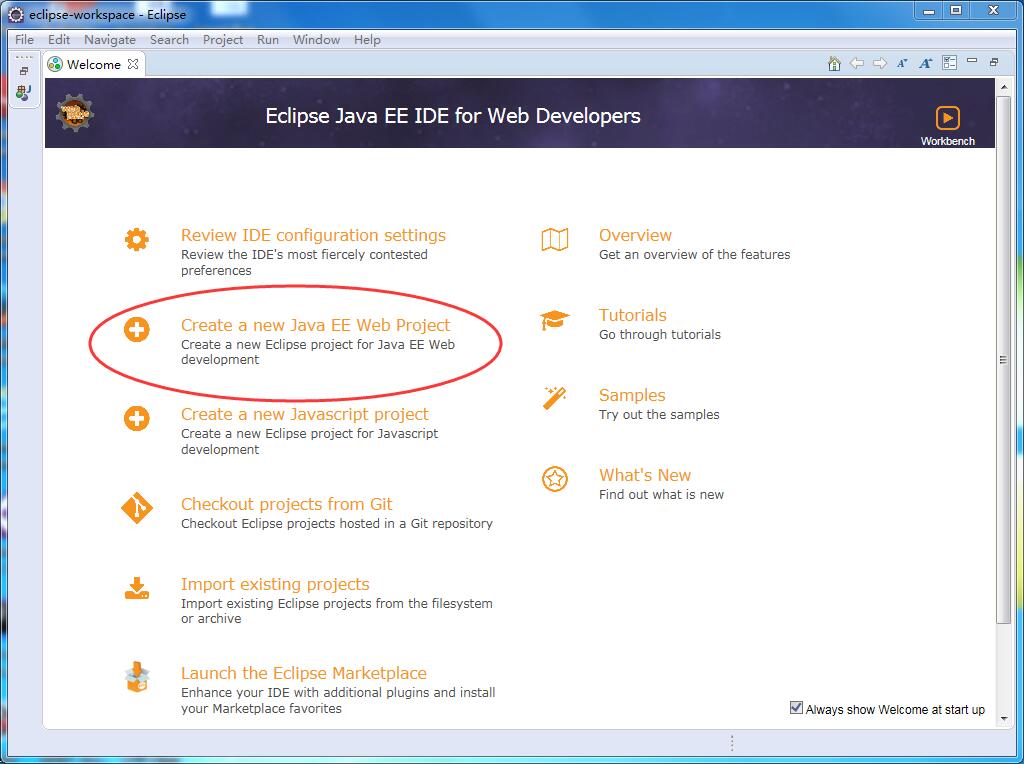 eclipse-workspace - Eclipse
File Edit Navigate Search Project Run Window Help
Welcome
Eclipse Java EE IDE for Web Developers
Workbench
Review IDE configuration settings
Review the IDE's most fiercely contested
preferences
Create a new Java EE Web Project
Create a new Eclipse project for Java EE Web
development
Create a new Javascript project
Create a new Eclipse project for Javascript
development
Checkout projects from Git
Checkout Eclipse projects hosted in a Git repository
Import existing projects
Import existing Eclipse projects from the filesystem
or archive
Launch the Eclipse Marketplace
Enhance your IDE with additional plugins and install
your Marketplace favorites
Overview
Get an overview of the features
Tutorials
Go through tutorials
Samples
Try out the samples
What's New
Find out what is new
Always show Welcome at start up